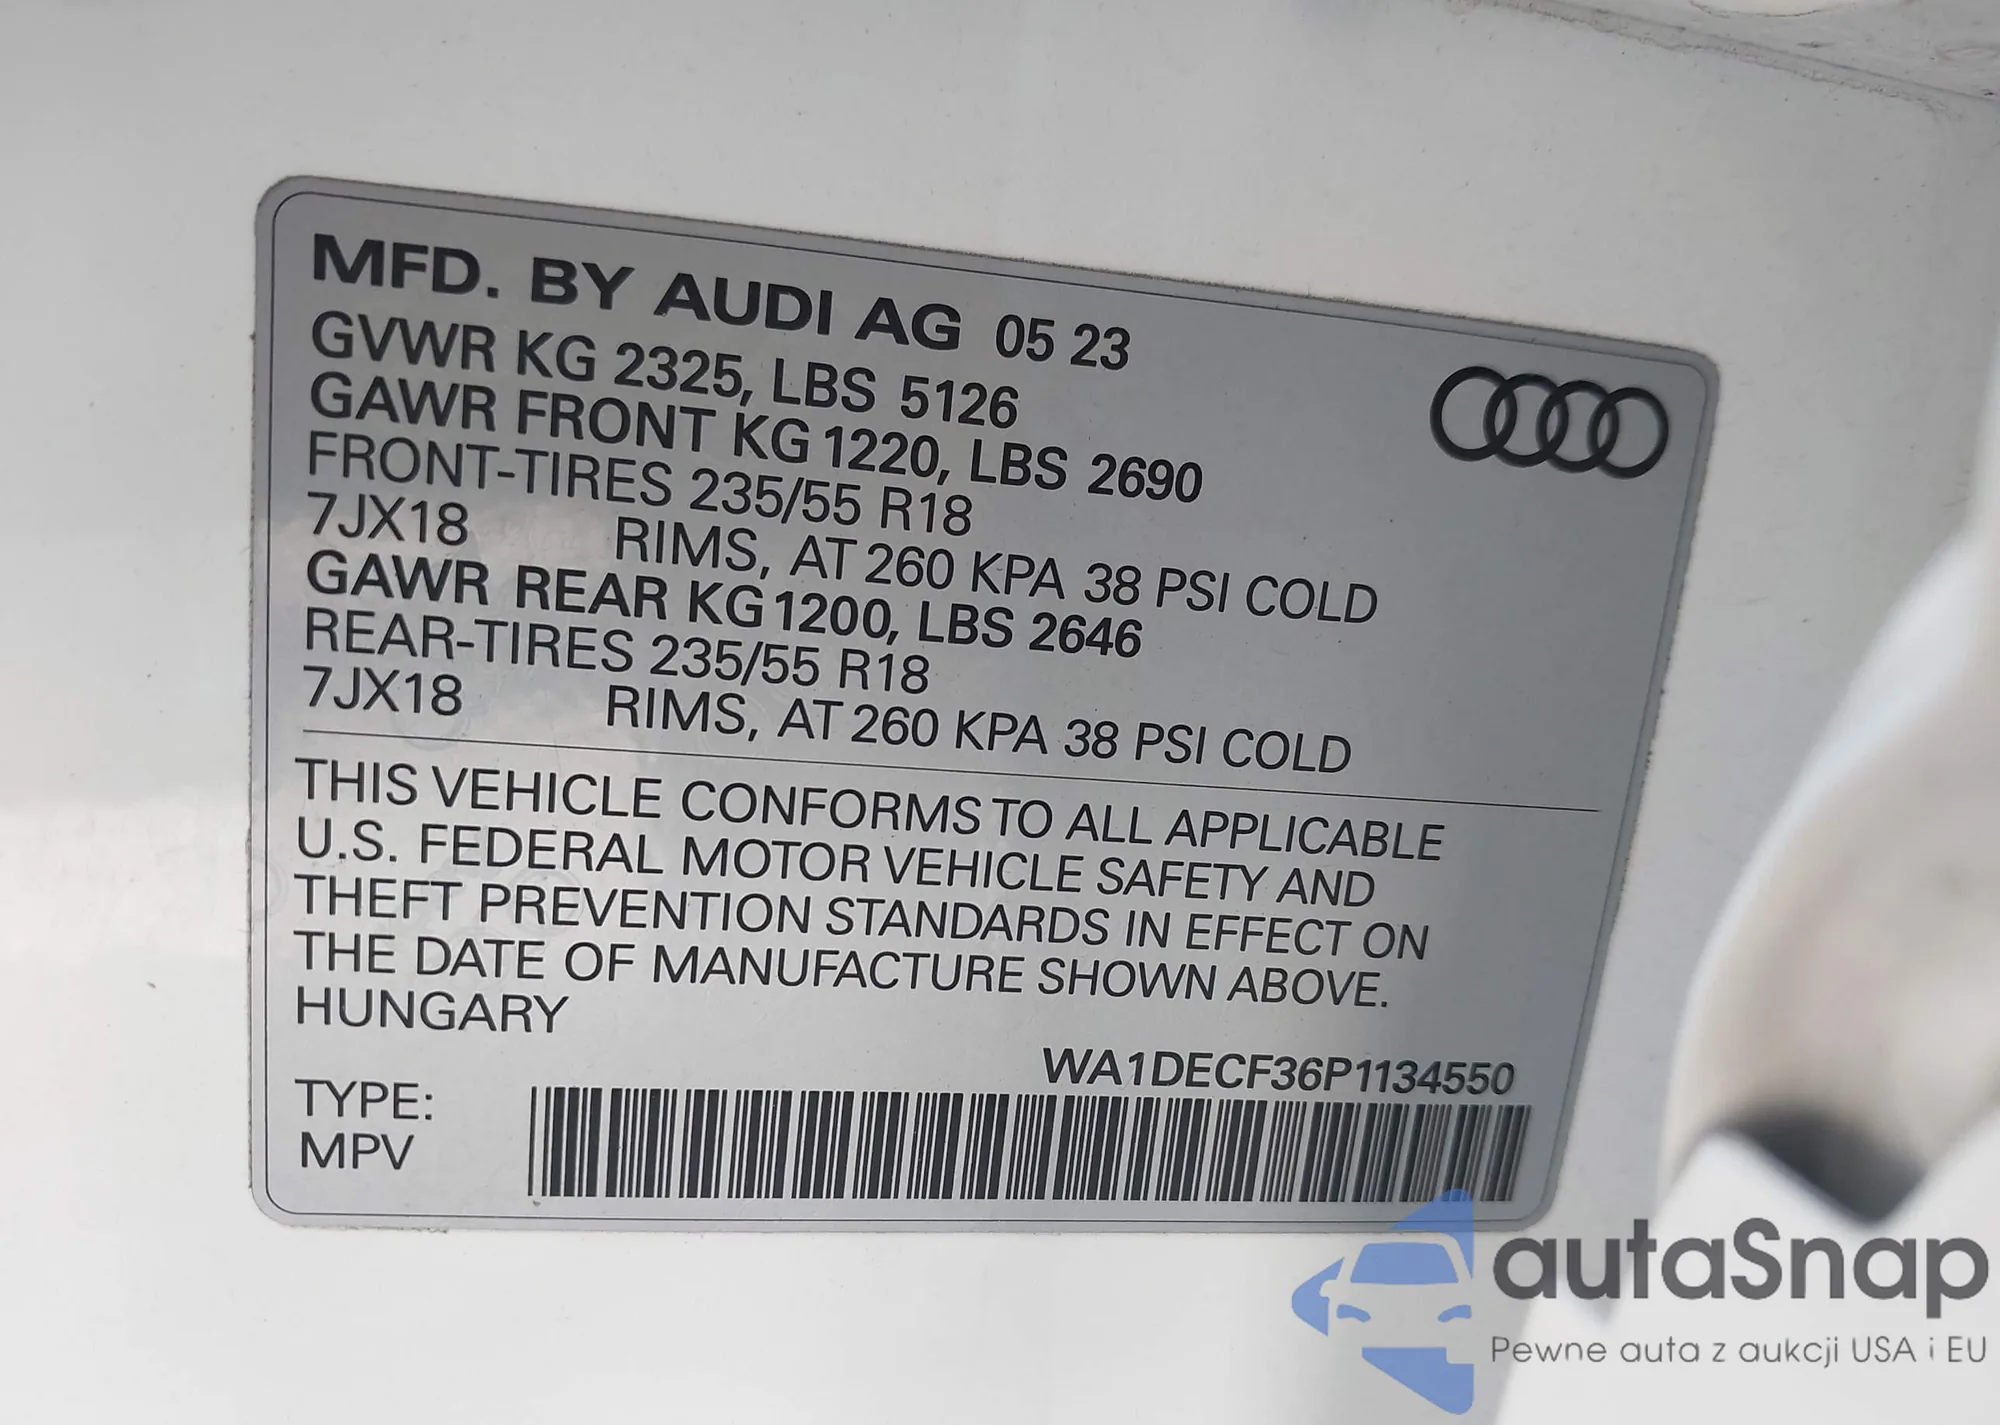 MFD. BY AUDI AG 05 23
GVWR KG 2325, LBS 5126
GAWR FRONT KG 1220, LBS 2690
FRONT-TIRES 235/55 R18
7JX18 RIMS, AT 260 KPA 38 PSI COLD
GAWR REAR KG 1200, LBS 2646
REAR-TIRES 235/55 R18
7JX18 RIMS, AT 260 KPA 38 PSI COLD
THIS VEHICLE CONFORMS TO ALL APPLICABLE
U.S. FEDERAL MOTOR VEHICLE SAFETY AND
THEFT PREVENTION STANDARDS IN EFFECT ON
THE DATE OF MANUFACTURE SHOWN ABOVE.
HUNGARY
WA1DECF36P1134550
TYPE:
MPV
autaSnap
Pewne auta z aukcji USA i EU